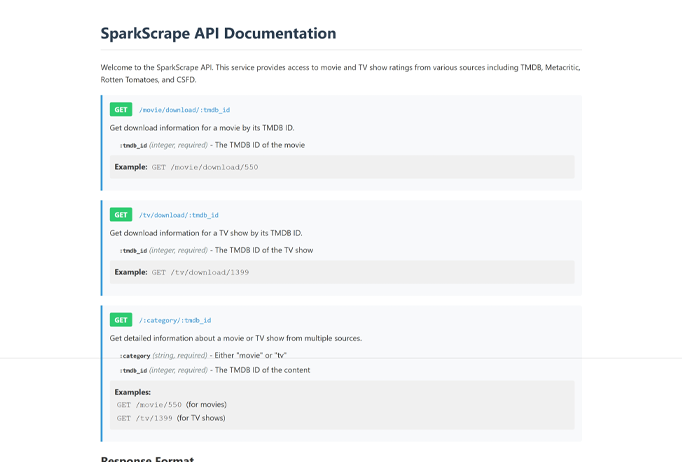 SparkScrape API Documentation
Welcome to the SparkScrape API. This service provides access to movie and TV show ratings from various sources including TMDB, Metacritic,
Rotten Tomatoes, and CSFD.
GET /movie/download/:tmdb_id
Get download information for a movie by its TMDB ID.
:tmdb_id (integer, required) - The TMDB ID of the movie
Example: GET /movie/download/550
GET /tv/download/:tmdb_id
Get download information for a TV show by its TMDB ID.
:tmdb_id (integer, required) - The TMDB ID of the TV show
Example: GET /tv/download/1399
GET /:category/:tmdb_id
Get detailed information about a movie or TV show from multiple sources.
:category (string, required) - Either "movie" or "tv"
:tmdb_id (integer, required) - The TMDB ID of the content
Examples:
GET /movie/550 (for movies)
GET /tv/1399 (for TV shows)
Response Format